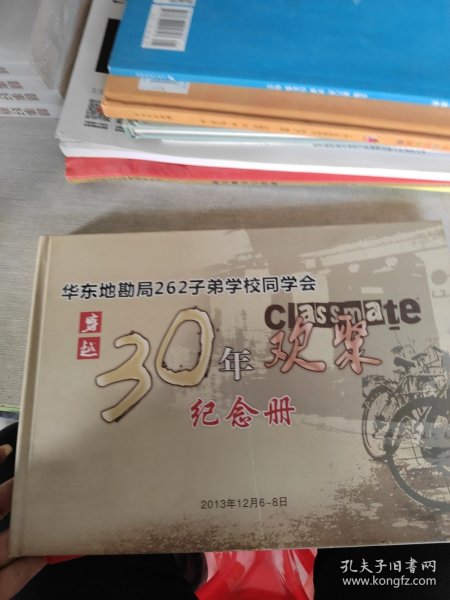 华东地勘局262子弟学校同学会
Classmate
穿越
30年欢聚
纪念册
2013年12月6-8日
孔夫子旧书网
www.kongfz.com